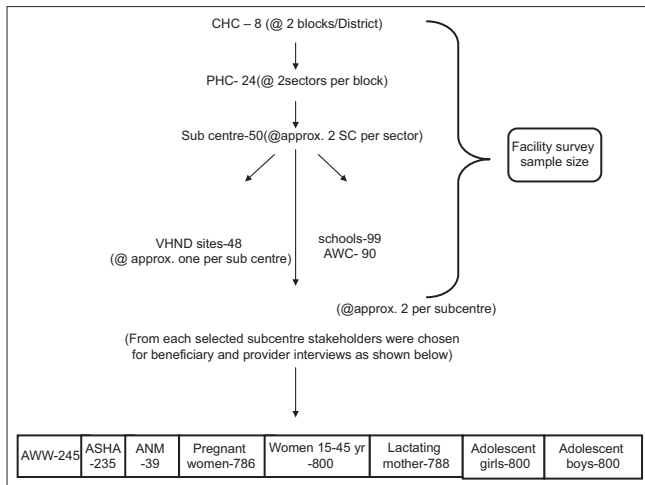 CHC – 8 (@ 2 blocks/District)
PHC- 24(@ 2sectors per block)
Sub centre-50(@approx. 2 SC per sector)
Facility survey
sample size
VHND sites-48
(@ approx. one per sub centre)
schools-99
AWC- 90
(@approx. 2 per subcentre)
(From each selected subcentre stakeholders were chosen
for beneficiary and provider interviews as shown below)
AWW-245
ASHA
-235
ANM
-39
Pregnant
women-786
Women 15-45 yr
-800
Lactating
mother-788
Adolescent
girls-800
Adolescent
boys-800